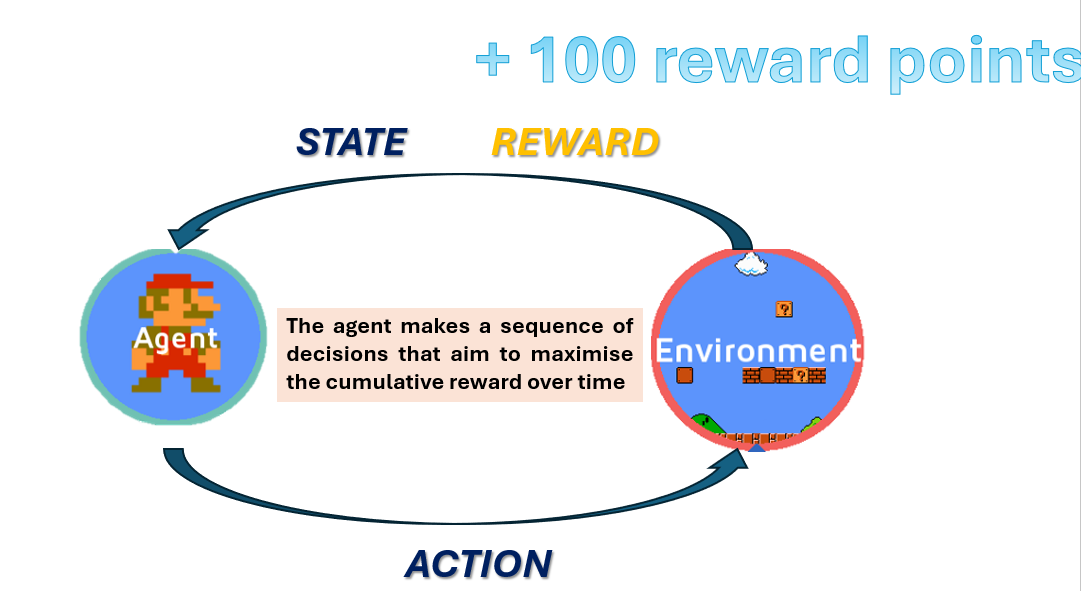 + 100 reward points
STATE REWARD
Agent
The agent makes a sequence of
decisions that aim to maximise
the cumulative reward over time
Environment
?
?
ACTION